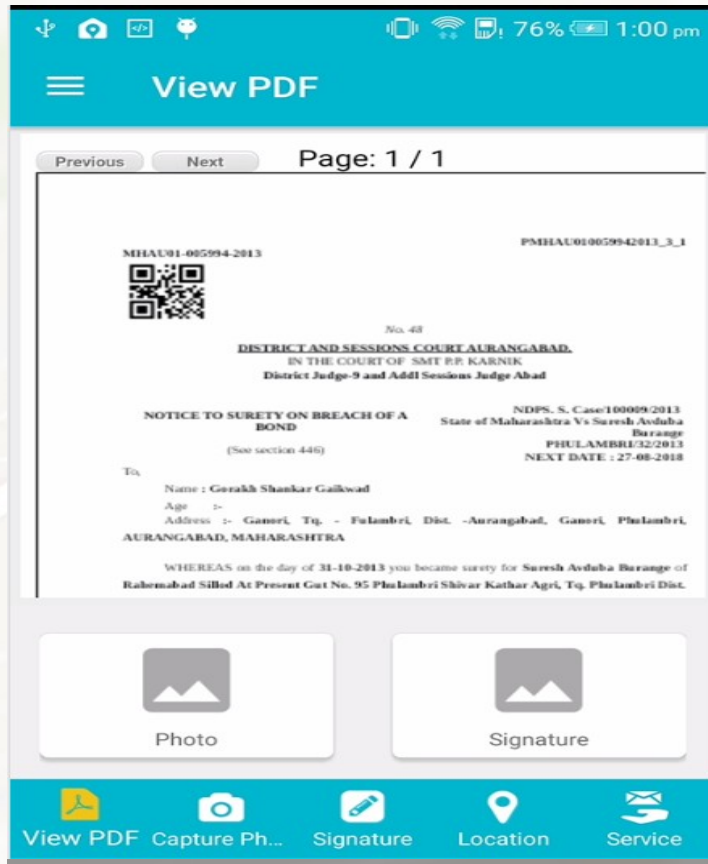 76% 1:00 pm
View PDF
Previous Next Page: 1 / 1
PMHAU010059942013_3_1
MHAU01-005994-2013
No. 48
DISTRICT AND SESSIONS COURT AURANGABAD.
IN THE COURT OF SMT P.P. KARNIK
District Judge-9 and Addl Sessions Judge Abad
NOTICE TO SURETY ON BREACH OF A
BOND
(See section 446)
NDPS. S. Case/100009/2013
State of Maharashtra Vs Suresh Avduba
Burange
PHULAMBRI/32/2013
NEXT DATE : 27-08-2018
To,
Name : Gorakh Shankar Gaikwad
Age :-
Address :- Ganori, Tq. - Fulambri, Dist. -Aurangabad, Ganori, Phulambri,
AURANGABAD, MAHARASHTRA
WHEREAS on the day of 31-10-2013 you became surety for Suresh Avduba Burange of
Rahemabad Sillod At Present Gut No. 95 Phulambri Shivar Kathar Agri, Tq. Phulambri Dist.
Photo
Signature
View PDF Capture Ph... Signature Location Service